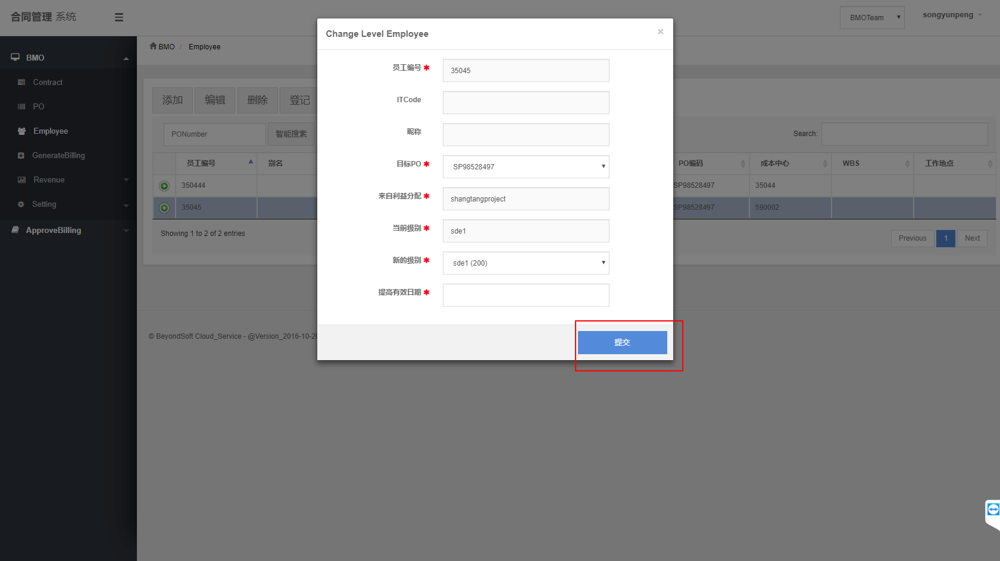 合同管理 系统
BMOTeam
songyunpeng
BMO
Contract
PO
Employee
GenerateBilling
Revenue
Setting
ApproveBilling
BMO / Employee
添加 编辑 删除 登记
PONumber 智能搜索
Search:
员工编号 别名 PO编码 成本中心 WBS 工作地点
350444 SP98528497 35044
35045 SP98528497 590002
Showing 1 to 2 of 2 entries
Previous 1 Next
© BeyondSoft Cloud_Service - @Version_2016-10-20
Change Level Employee ×
员工编号 ✱ 35045
ITCode
昵称
目标PO ✱ SP98528497
来自利益分配 ✱ shangtangproject
当前级别 ✱ sde1
新的级别 ✱ sde1 (200)
提高有效日期 ✱
提交